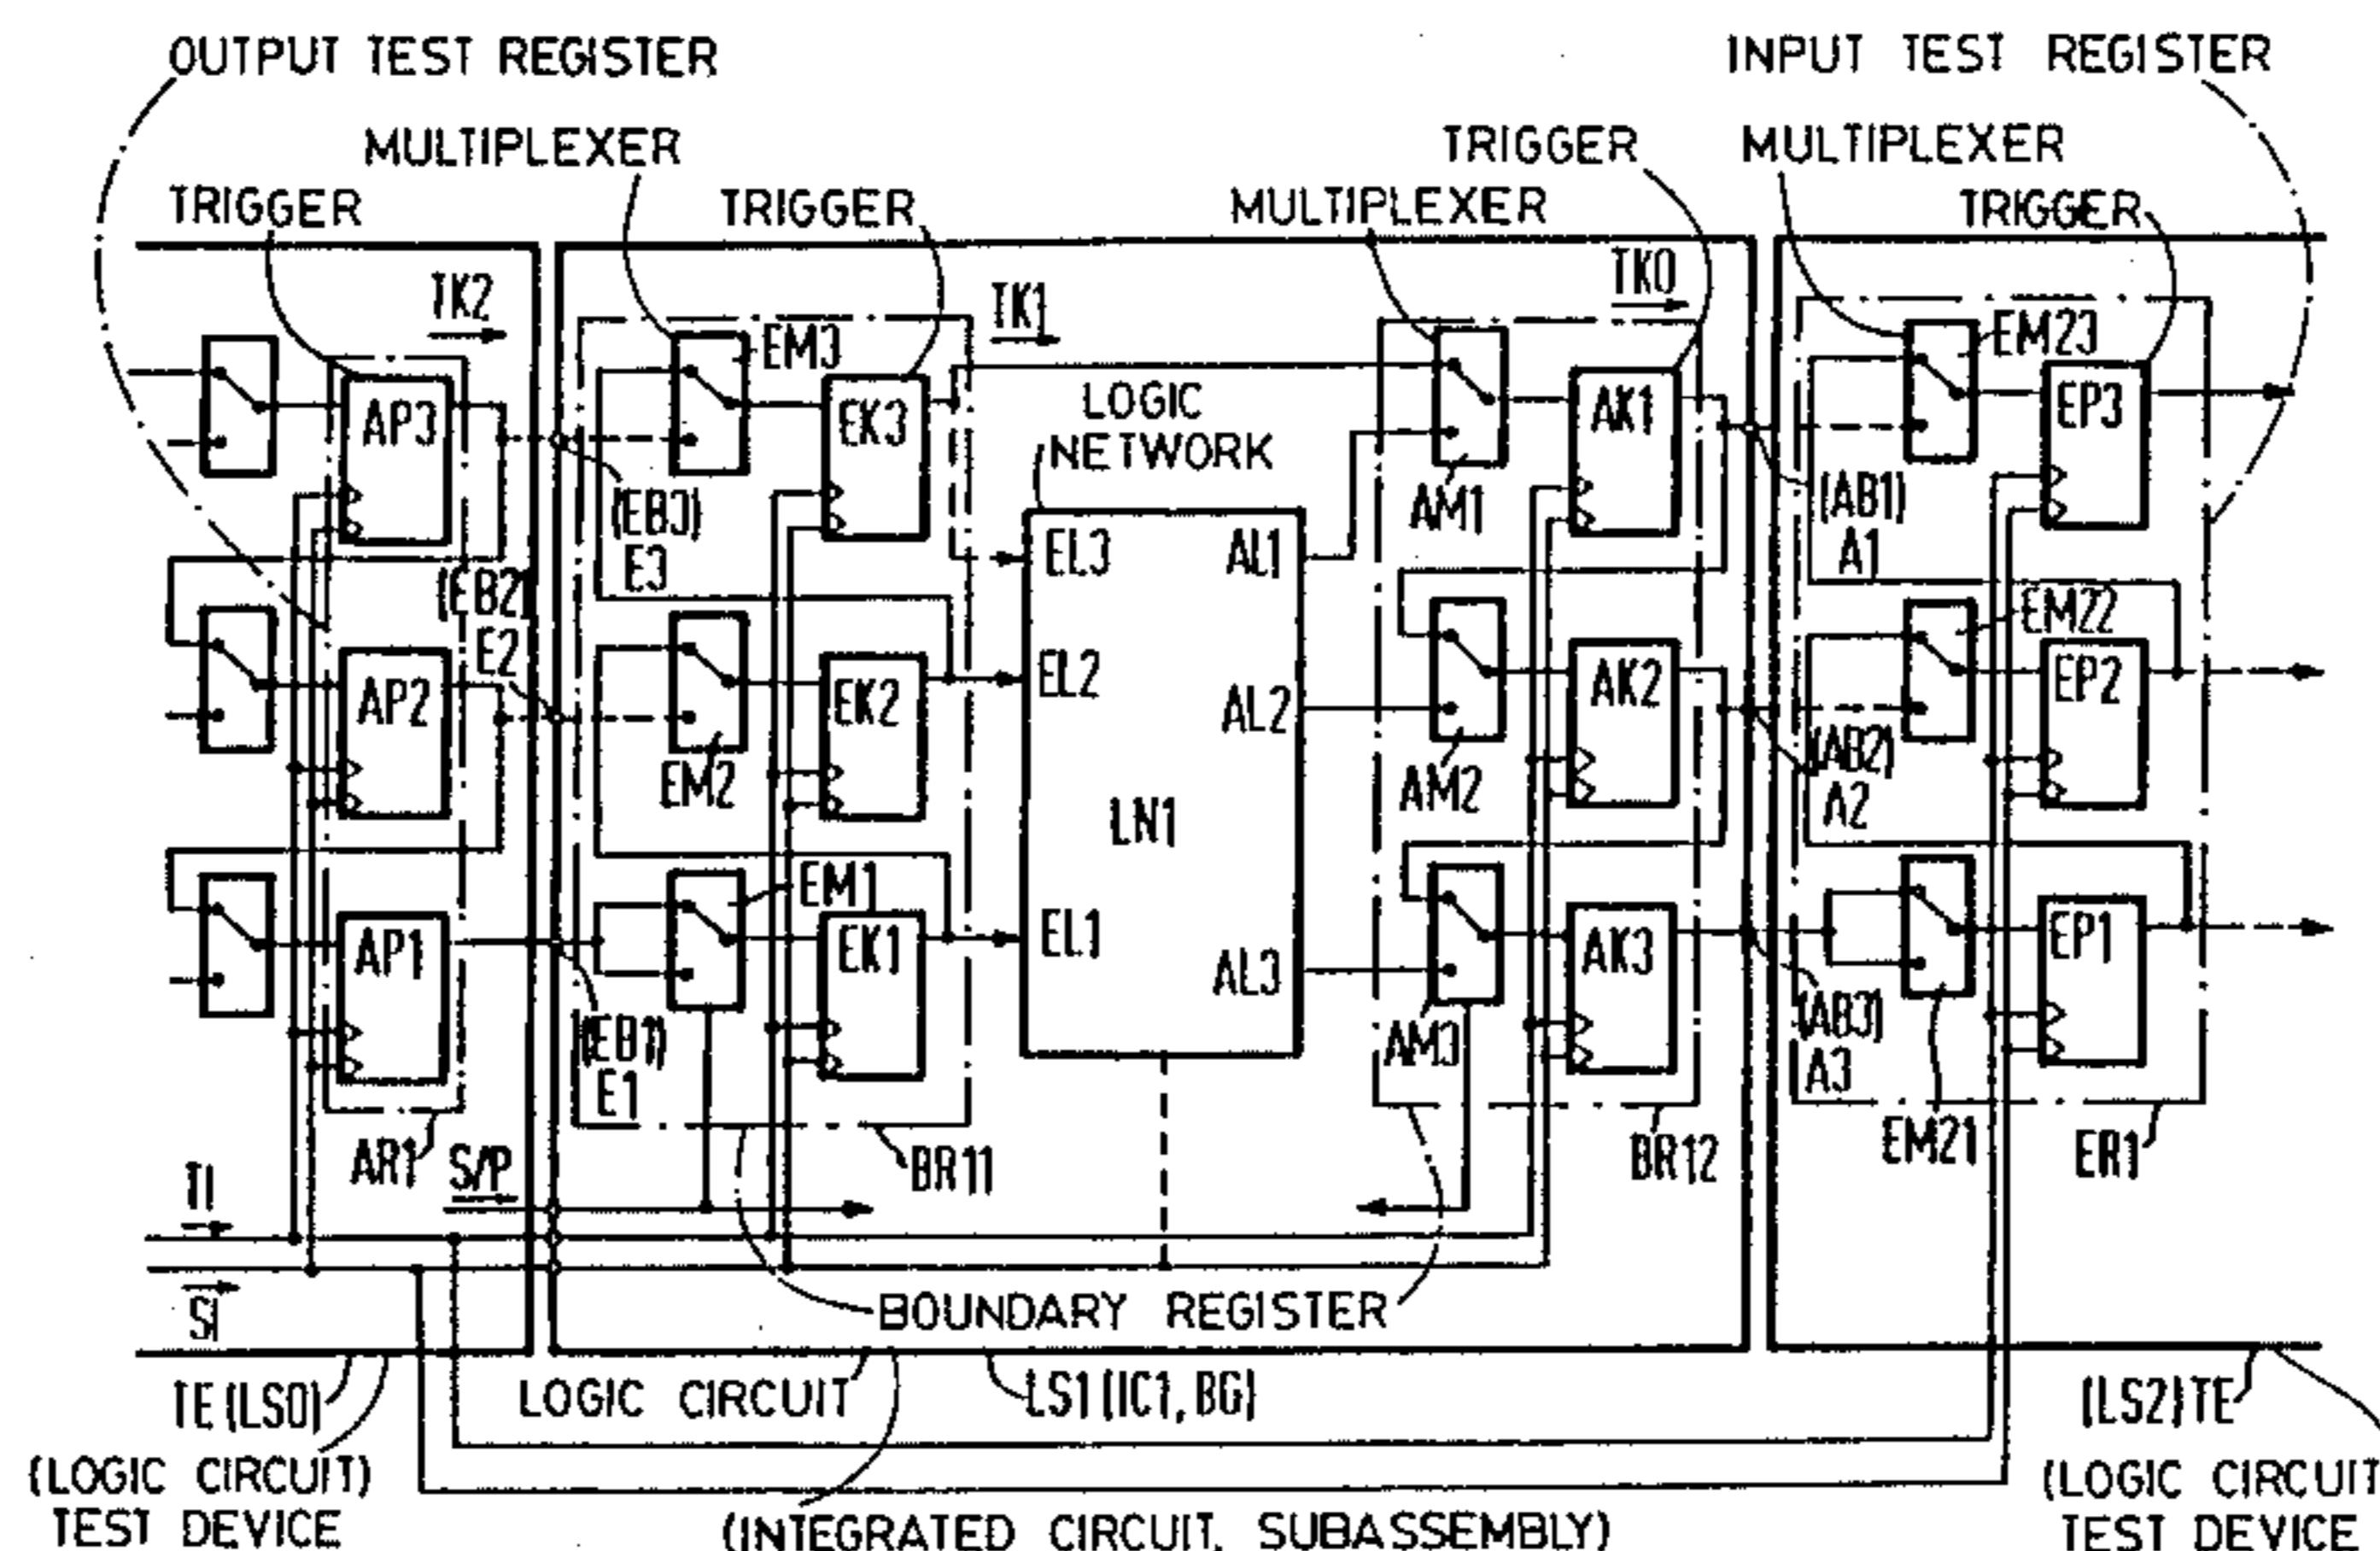 OUTPUT TEST REGISTER
INPUT TEST REGISTER
MULTIPLEXER
TRIGGER
MULTIPLEXER
TRIGGER
TRIGGER
MULTIPLEXER
TRIGGER
TK2
TK1
TK0
EM3
EM23
AP3
EK3
LOGIC
NETWORK
AK1
EP3
(EB3)
E3
AM1
(AB1)
A1
EL3
AL1
(EB2)
E2
EM22
AP2
EK2
EL2
AL2
AK2
EP2
EM2
AM2
(AB2)
A2
LN1
EM1
AP1
EK1
EL1
AL3
AK3
EP1
(EB1)
E1
AM3
(AB3)
A3
AR1
S/P
BR11
BR12
EM21
ER1
TI
SI
BOUNDARY REGISTER
TE (LS0)
LOGIC CIRCUIT
LS1 (IC1, BG)
(LS2) TE
(LOGIC CIRCUIT)
TEST DEVICE
(INTEGRATED CIRCUIT, SUBASSEMBLY)
(LOGIC CIRCUIT
TEST DEVICE